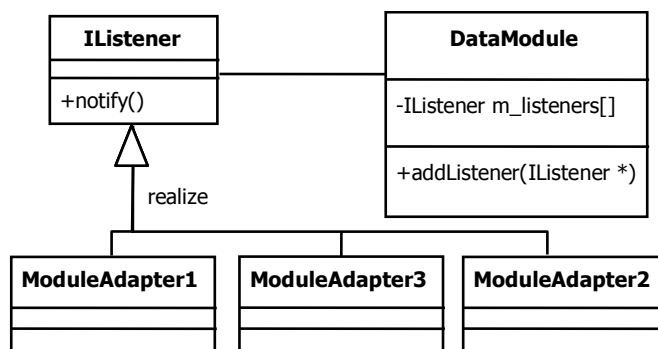 IListener
DataModule
+notify()
-IListener m_listeners[]
+addListener(IListener *)
realize
ModuleAdapter1
ModuleAdapter3
ModuleAdapter2